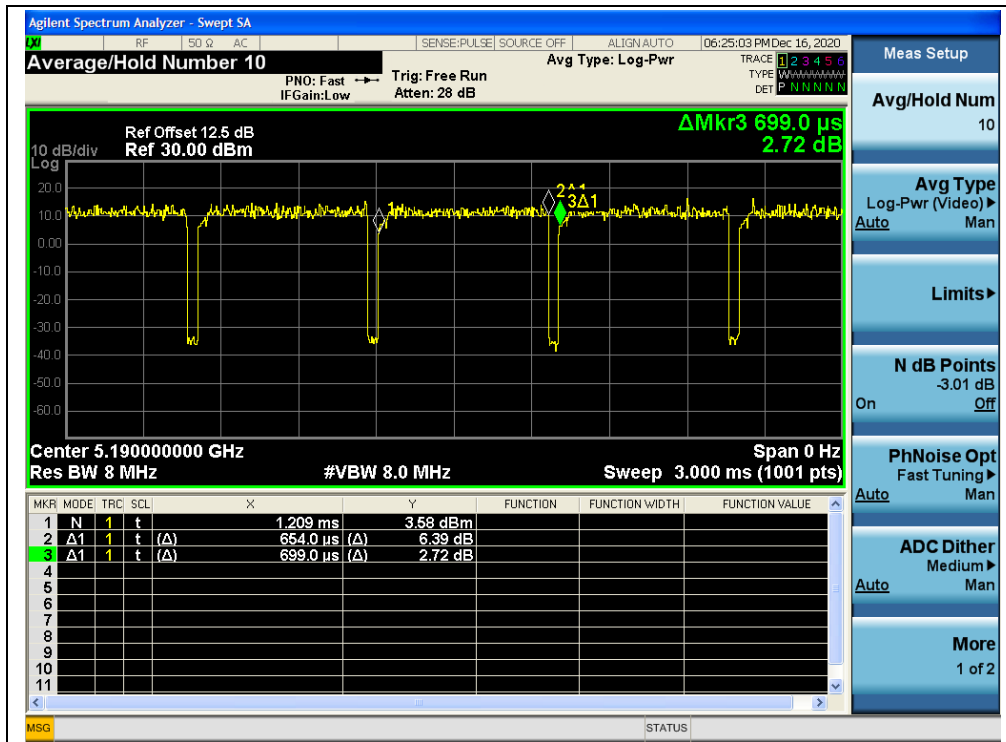 Agilent Spectrum Analyzer - Swept SA
LXI RF 50 Ω AC SENSE:PULSE SOURCE OFF ALIGNAUTO 06:25:03 PM Dec 16, 2020
Average/Hold Number 10
Avg Type: Log-Pwr
TRACE 1 2 3 4 5 6
TYPE
DET P N N N N N
PNO: Fast
IFGain:Low
Trig: Free Run
Atten: 28 dB
ΔMkr3 699.0 µs
2.72 dB
Ref Offset 12.5 dB
10 dB/div Ref 30.00 dBm
Log
20.0
10.0
0.00
-10.0
-20.0
-30.0
-40.0
-50.0
-60.0
1
2Δ1
3Δ1
Center 5.190000000 GHz
Span 0 Hz
Res BW 8 MHz
#VBW 8.0 MHz
Sweep 3.000 ms (1001 pts)
MKR MODE TRC SCL X Y FUNCTION FUNCTION WIDTH FUNCTION VALUE
1 N 1 t 1.209 ms 3.58 dBm
2 Δ1 1 t (Δ) 654.0 µs (Δ) 6.39 dB
3 Δ1 1 t (Δ) 699.0 µs (Δ) 2.72 dB
4
5
6
7
8
9
10
11
MSG
STATUS
Meas Setup
Avg/Hold Num
10
Avg Type
Log-Pwr (Video)
Auto Man
Limits
N dB Points
-3.01 dB
On Off
PhNoise Opt
Fast Tuning
Auto Man
ADC Dither
Medium
Auto Man
More
1 of 2